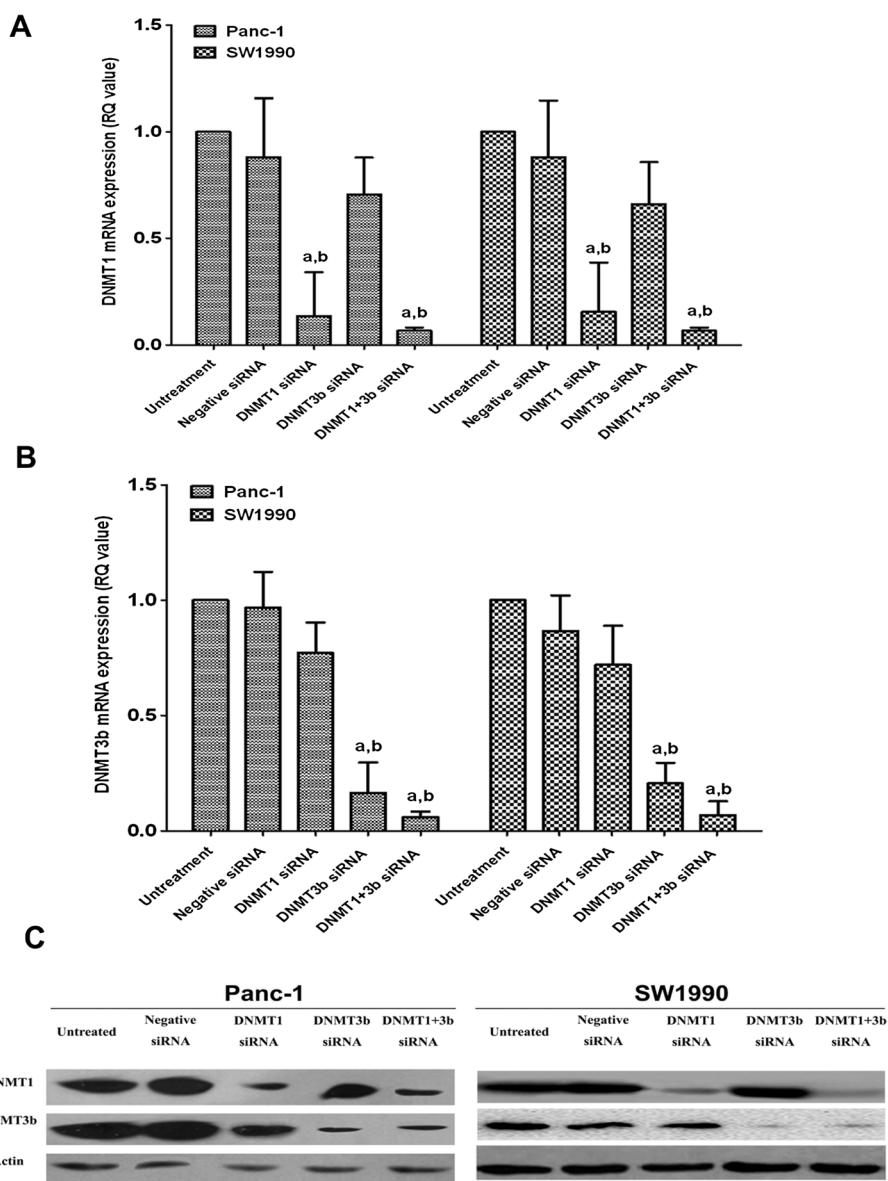 A
DNMT1 mRNA expression (RQ value)
1.5
1.0
0.5
0.0
Panc-1
SW1990
a,b
a,b
a,b
a,b
Untreatment
Negative siRNA
DNMT1 siRNA
DNMT3b siRNA
DNMT1+3b siRNA
Untreatment
Negative siRNA
DNMT1 siRNA
DNMT3b siRNA
DNMT1+3b siRNA
B
DNMT3b mRNA expression (RQ value)
1.5
1.0
0.5
0.0
Panc-1
SW1990
a,b
a,b
a,b
a,b
Untreatment
Negative siRNA
DNMT1 siRNA
DNMT3b siRNA
DNMT1+3b siRNA
Untreatment
Negative siRNA
DNMT1 siRNA
DNMT3b siRNA
DNMT1+3b siRNA
C
Panc-1
Untreated
Negative siRNA
DNMT1 siRNA
DNMT3b siRNA
DNMT1+3b siRNA
SW1990
Untreated
Negative siRNA
DNMT1 siRNA
DNMT3b siRNA
DNMT1+3b siRNA
NMT1
MT3b
Actin